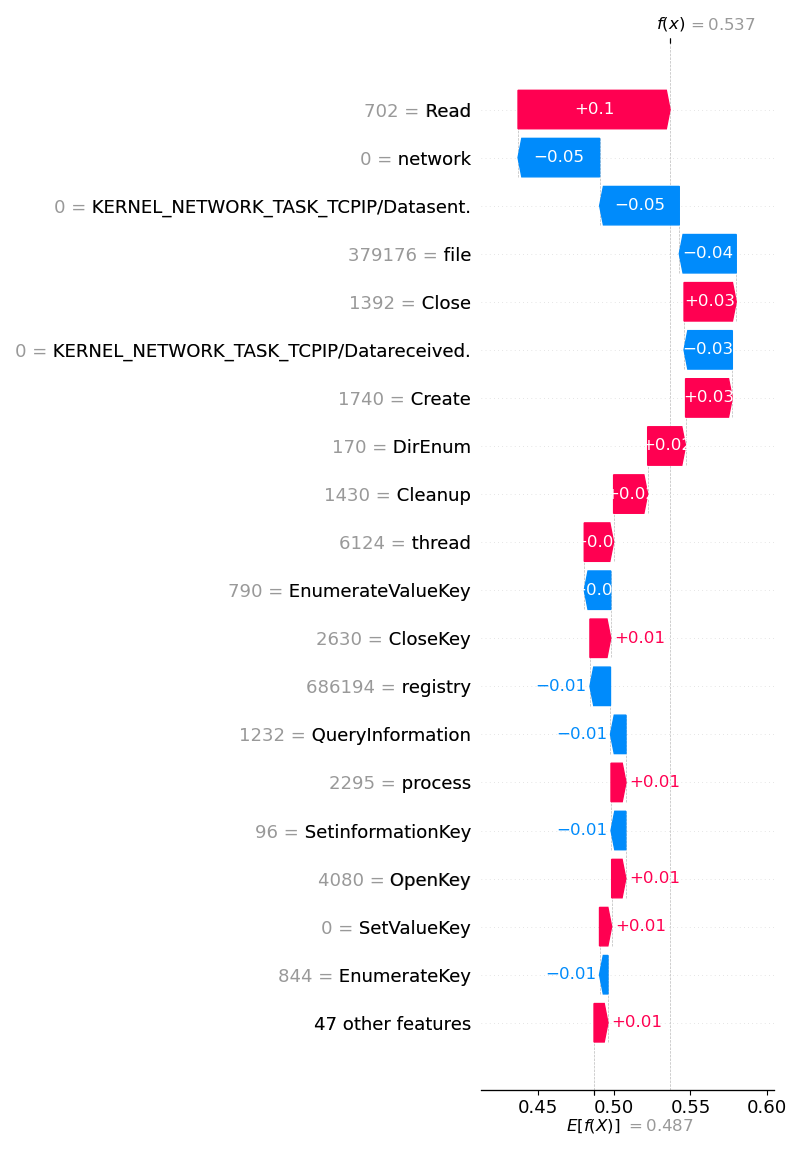 f(x) = 0.537
702 = Read +0.1
0 = network −0.05
0 = KERNEL_NETWORK_TASK_TCPIP/Datasent. −0.05
379176 = file −0.04
1392 = Close +0.03
0 = KERNEL_NETWORK_TASK_TCPIP/Datareceived. −0.03
1740 = Create +0.03
170 = DirEnum +0.02
1430 = Cleanup
6124 = thread
790 = EnumerateValueKey
2630 = CloseKey +0.01
686194 = registry −0.01
1232 = QueryInformation −0.01
2295 = process +0.01
96 = SetinformationKey −0.01
4080 = OpenKey +0.01
0 = SetValueKey +0.01
844 = EnumerateKey −0.01
47 other features +0.01
0.45 0.50 0.55 0.60
E[f(X)] = 0.487